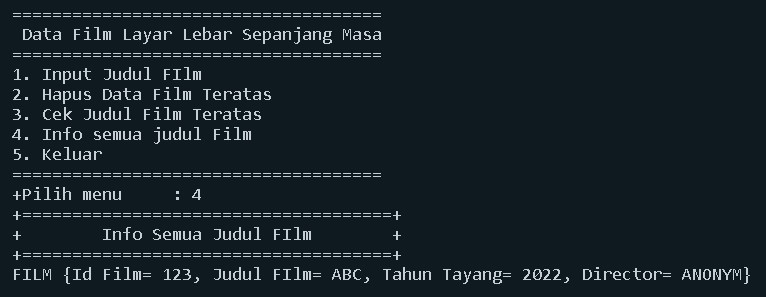 =====================================
Data Film Layar Lebar Sepanjang Masa
=====================================
1. Input Judul FIlm
2. Hapus Data Film Teratas
3. Cek Judul Film Teratas
4. Info semua judul Film
5. Keluar
=====================================
+Pilih menu     : 4
+=====================================+
+        Info Semua Judul FIlm        +
+=====================================+
FILM {Id Film= 123, Judul FIlm= ABC, Tahun Tayang= 2022, Director= ANONYM}